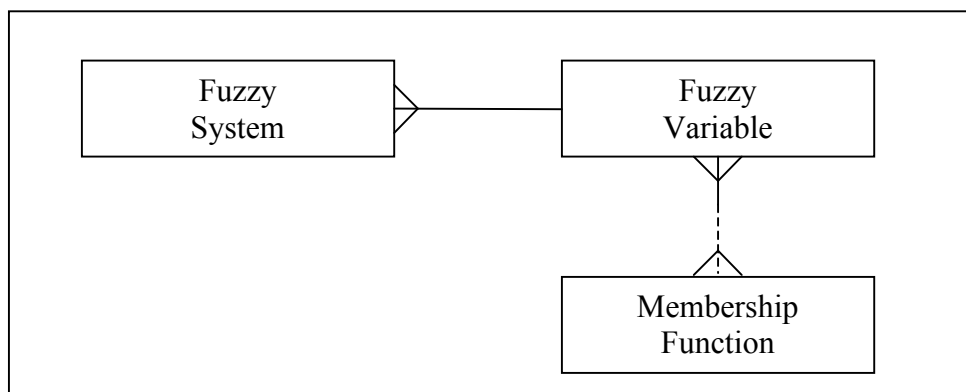 Fuzzy
System
Fuzzy
Variable
Membership
Function